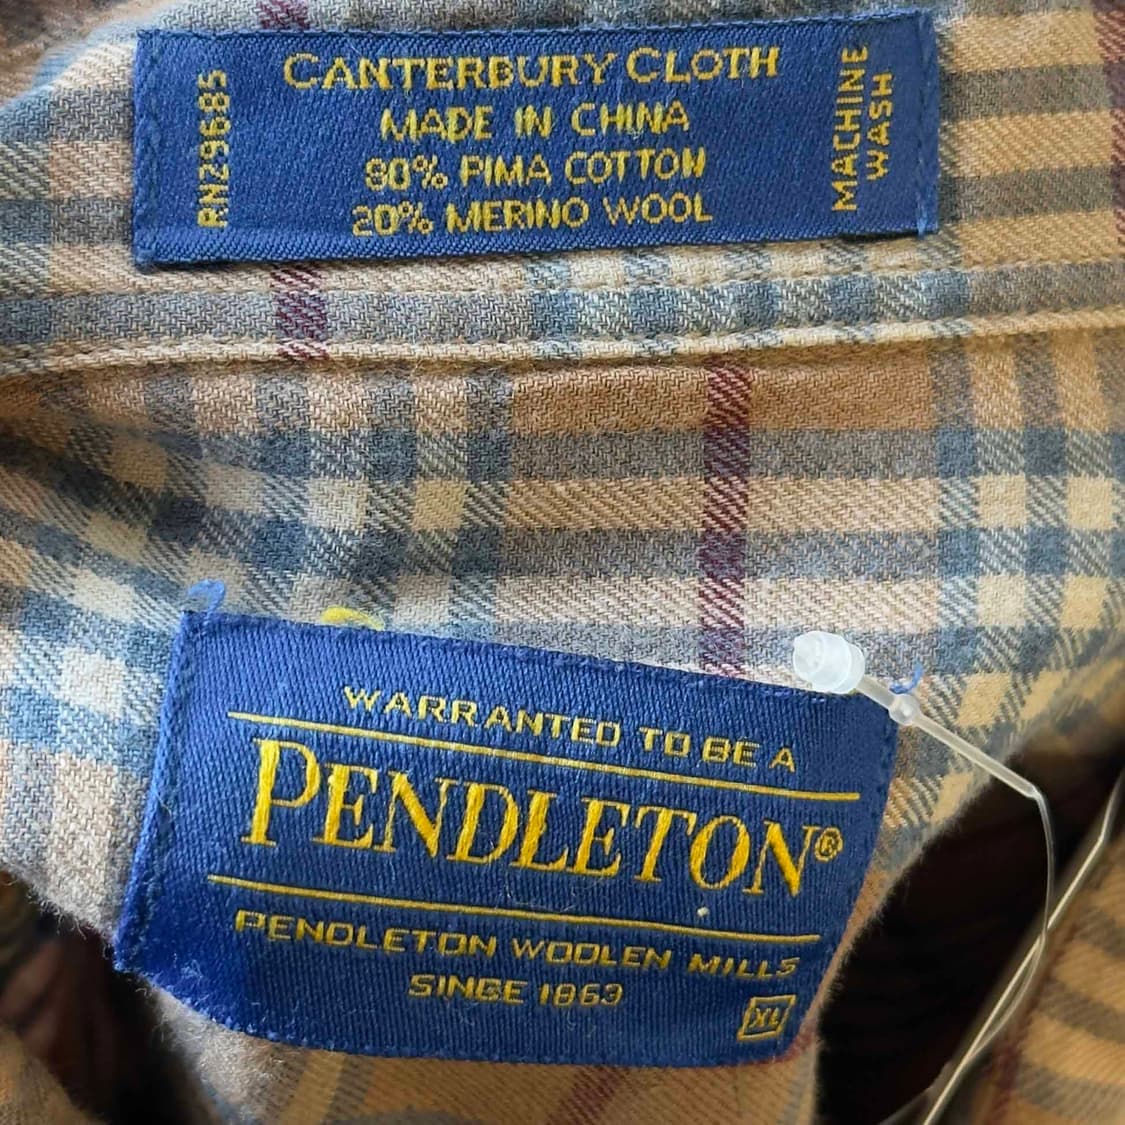 CANTERBURY CLOTH
MADE IN CHINA
80% PIMA COTTON
20% MERINO WOOL
RN29685
MACHINE
WASH
WARRANTED TO BE A
PENDLETON®
PENDLETON WOOLEN MILLS
SINCE 1863
XL